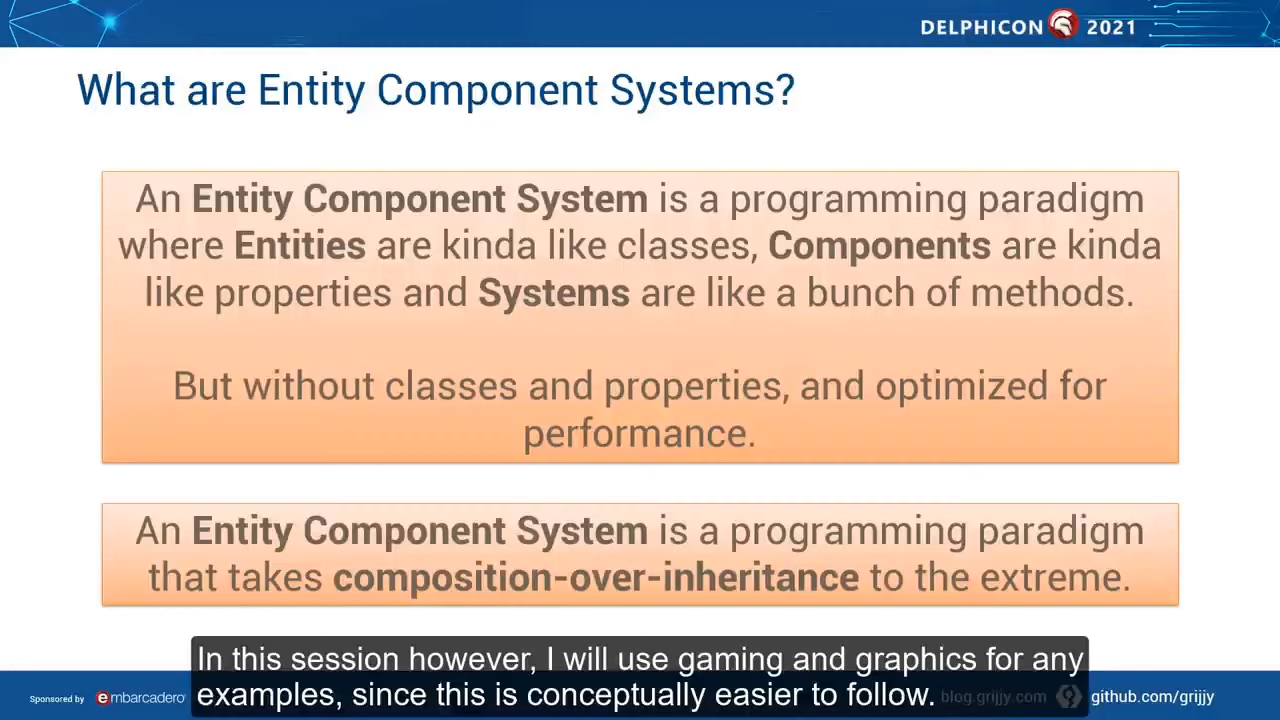 DELPHICON 2021
What are Entity Component Systems?
An Entity Component System is a programming paradigm
where Entities are kinda like classes, Components are kinda
like properties and Systems are like a bunch of methods.
But without classes and properties, and optimized for
performance.
An Entity Component System is a programming paradigm
that takes composition-over-inheritance to the extreme.
In this session however, I will use gaming and graphics for any
examples, since this is conceptually easier to follow.
Sponsored by embarcadero
blog.grijjy.com
github.com/grijjy